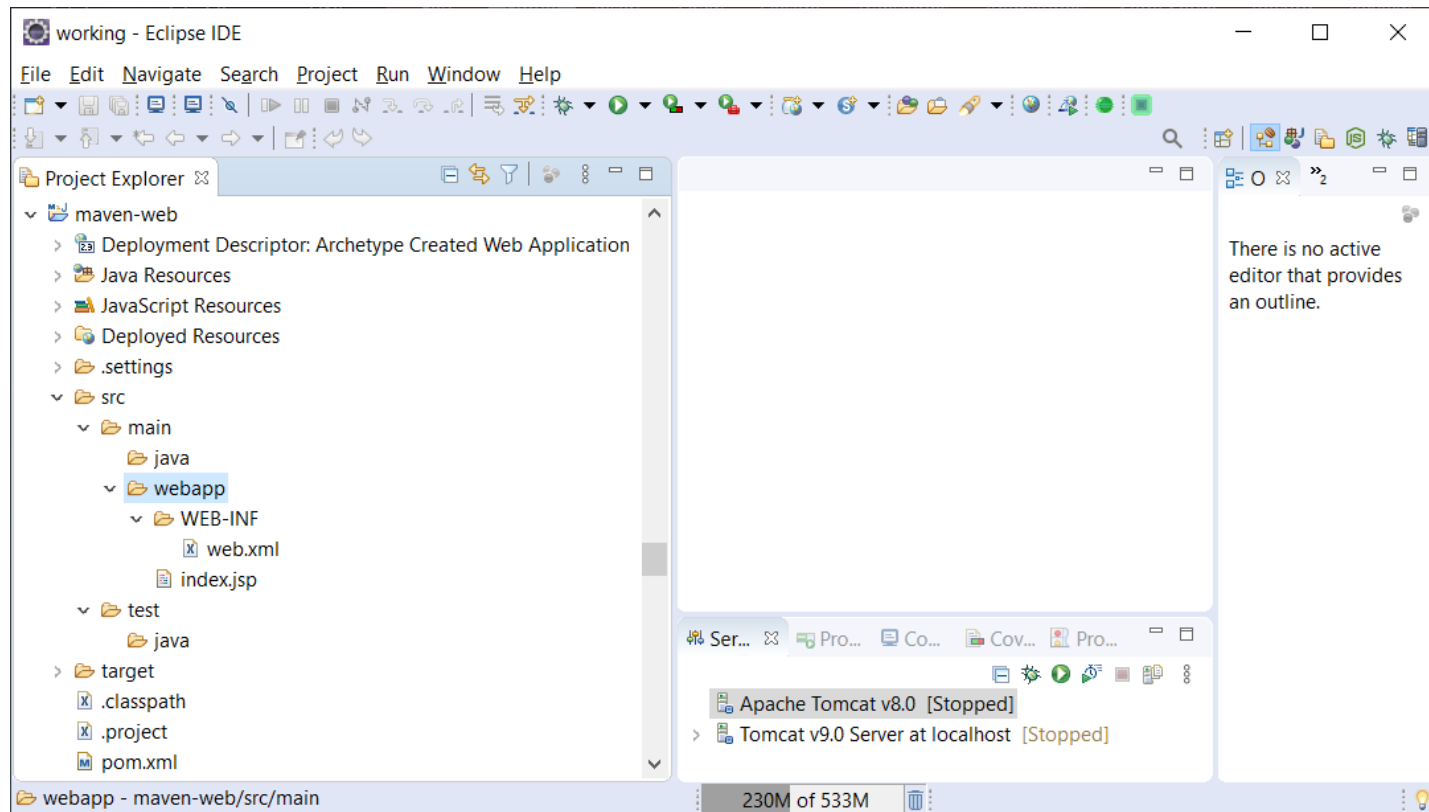 working - Eclipse IDE
File Edit Navigate Search Project Run Window Help
Project Explorer
maven-web
Deployment Descriptor: Archetype Created Web Application
Java Resources
JavaScript Resources
Deployed Resources
.settings
src
main
java
webapp
WEB-INF
web.xml
index.jsp
test
java
target
.classpath
.project
pom.xml
O »2
There is no active
editor that provides
an outline.
Ser... Pro... Co... Cov... Pro...
Apache Tomcat v8.0 [Stopped]
Tomcat v9.0 Server at localhost [Stopped]
webapp - maven-web/src/main
230M of 533M